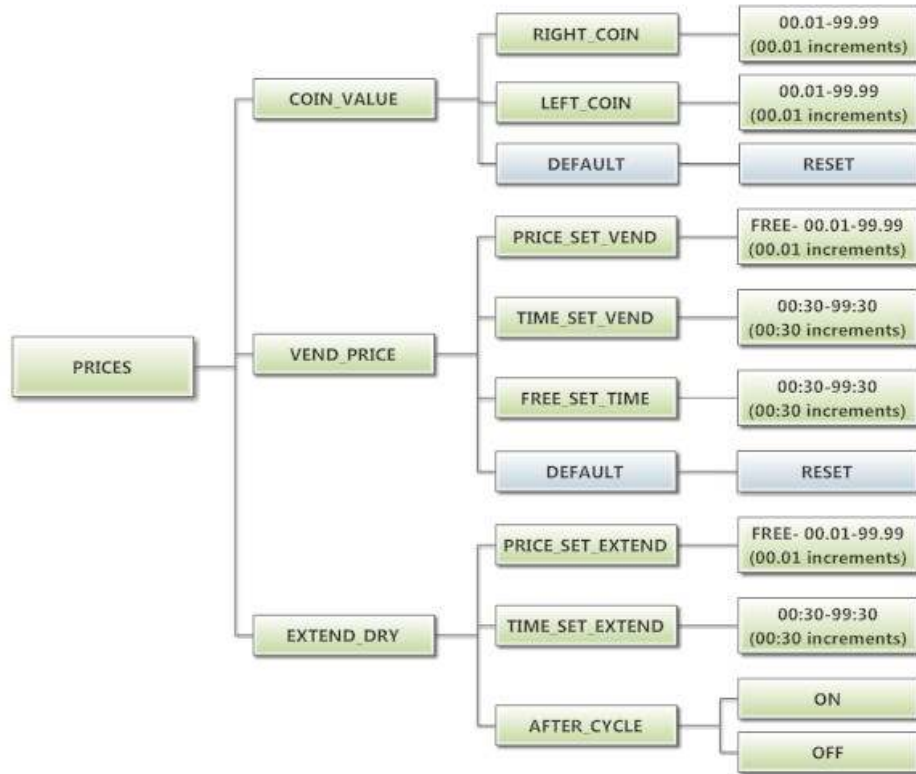 PRICES
COIN_VALUE
RIGHT_COIN
00.01-99.99
(00.01 increments)
LEFT_COIN
00.01-99.99
(00.01 increments)
DEFAULT
RESET
VEND_PRICE
PRICE_SET_VEND
FREE- 00.01-99.99
(00.01 increments)
TIME_SET_VEND
00:30-99:30
(00:30 increments)
FREE_SET_TIME
00:30-99:30
(00:30 increments)
DEFAULT
RESET
EXTEND_DRY
PRICE_SET_EXTEND
FREE- 00.01-99.99
(00.01 increments)
TIME_SET_EXTEND
00:30-99:30
(00:30 increments)
AFTER_CYCLE
ON
OFF